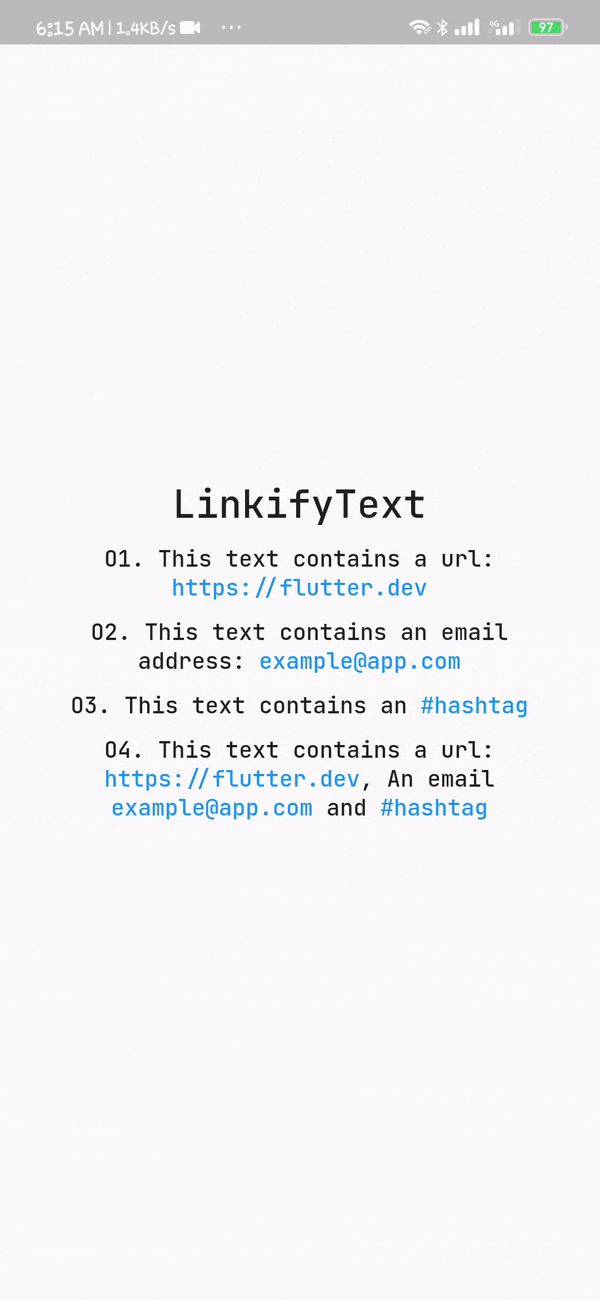 6:15 AM | 1.4KB/s ... 4G 97
LinkifyText
01. This text contains a url:
https://flutter.dev
02. This text contains an email
address: example@app.com
03. This text contains an #hashtag
04. This text contains a url:
https://flutter.dev, An email
example@app.com and #hashtag